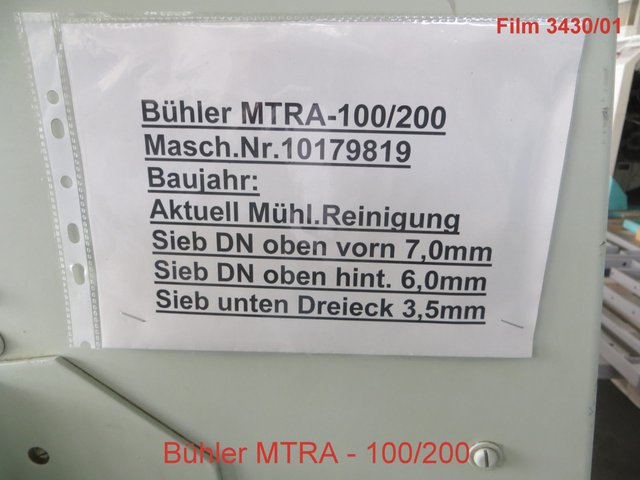 Film 3430/01
Bühler MTRA-100/200
Masch.Nr.10179819
Baujahr:
Aktuell Mühl.Reinigung
Sieb DN oben vorn 7,0mm
Sieb DN oben hint. 6,0mm
Sieb unten Dreieck 3,5mm
Bühler MTRA - 100/200